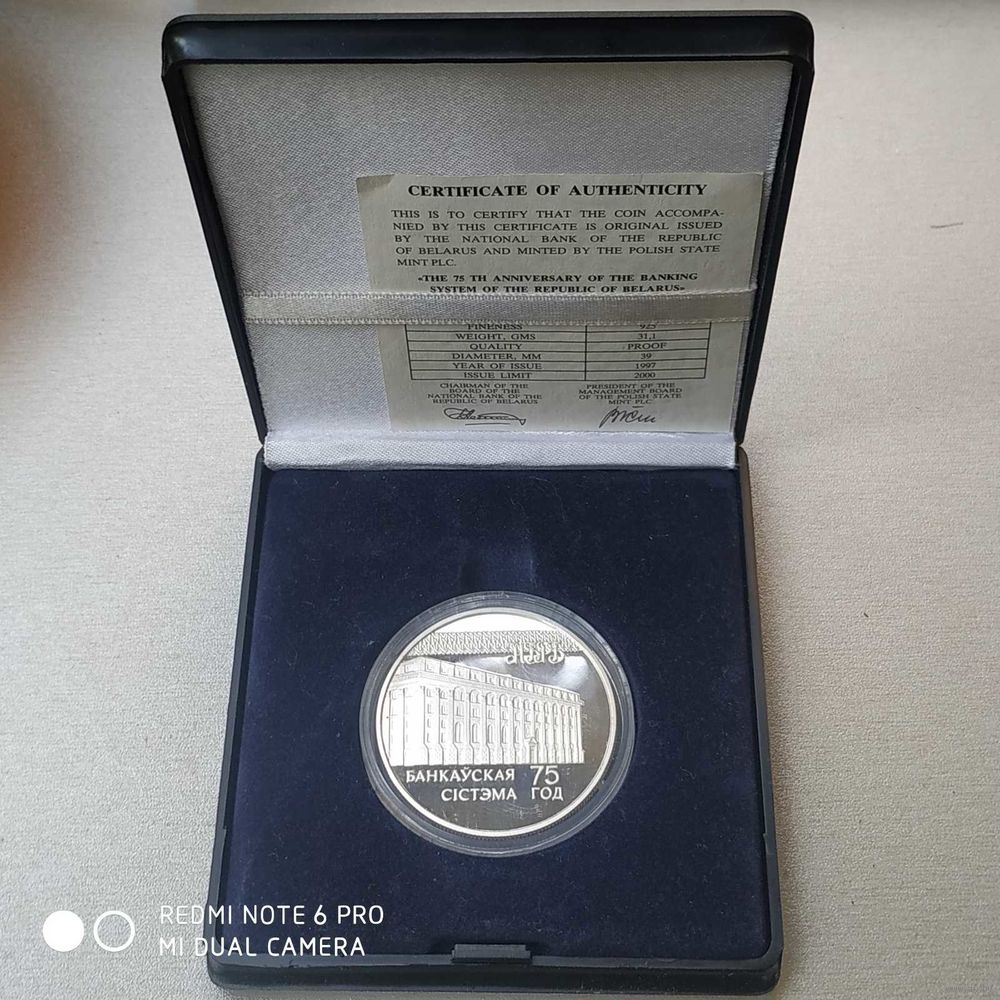 CERTIFICATE OF AUTHENTICITY
THIS IS TO CERTIFY THAT THE COIN ACCOMPA-
NIED BY THIS CERTIFICATE IS ORIGINAL ISSUED
BY THE NATIONAL BANK OF THE REPUBLIC
OF BELARUS AND MINTED BY THE POLISH STATE
MINT PLC.
«THE 75 TH ANNIVERSARY OF THE BANKING
SYSTEM OF THE REPUBLIC OF BELARUS»
FINENESS 925
WEIGHT, GMS 31,1
QUALITY PROOF
DIAMETER, MM 39
YEAR OF ISSUE 1997
ISSUE LIMIT 2000
CHAIRMAN OF THE
BOARD OF THE
NATIONAL BANK OF THE
REPUBLIC OF BELARUS
PRESIDENT OF THE
MANAGEMENT BOARD
OF THE POLISH STATE
MINT PLC
НБРБ
БАНКАЎСКАЯ 75
СІСТЭМА ГОД
REDMI NOTE 6 PRO
MI DUAL CAMERA